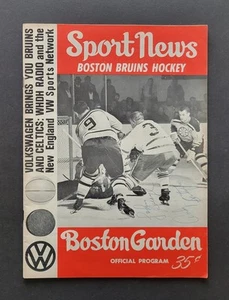 Sport News
BOSTON BRUINS HOCKEY
VOLKSWAGEN BRINGS YOU BRUINS
AND CELTICS: WHDH RADIO and the
New England VW Sports Network
9
3
Boston Garden
OFFICIAL PROGRAM 35¢